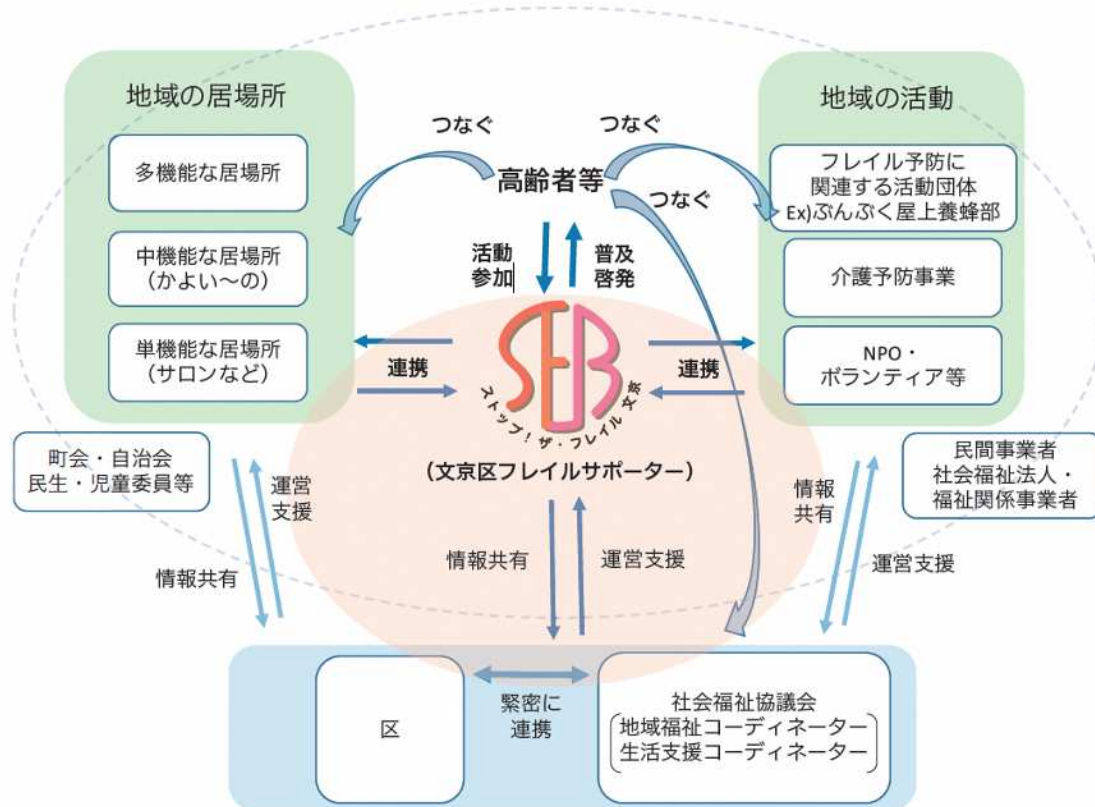 地域の居場所
多機能な居場所
中機能な居場所
(かよい〜の)
単機能な居場所
(サロンなど)
つなぐ
つなぐ
高齢者等
つなぐ
活動
参加
普及
啓発
地域の活動
フレイル予防に
関連する活動団体
Ex)ぶんぶく屋上養蜂部
介護予防事業
NPO・
ボランティア等
連携
SFB
ストップ!ザ・フレイル 文京
連携
(文京区フレイルサポーター)
町会・自治会
民生・児童委員等
運営
支援
情報共有
情報共有
運営支援
情報
共有
運営支援
民間事業者
社会福祉法人・
福祉関係事業者
区
緊密に
連携
社会福祉協議会
地域福祉コーディネーター
生活支援コーディネーター